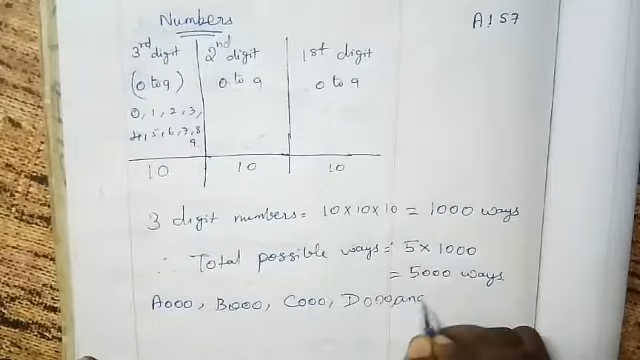 Numbers
A157
3rd digit 2nd digit 1st digit
(0 to 9) 0 to 9 0 to 9
0, 1, 2, 3,
4, 5, 6, 7, 8
9
10 10 10
3 digit numbers = 10 × 10 × 10 = 1000 ways
∴ Total possible ways = 5 × 1000
= 5000 ways
A000, B000, C000, D000, and